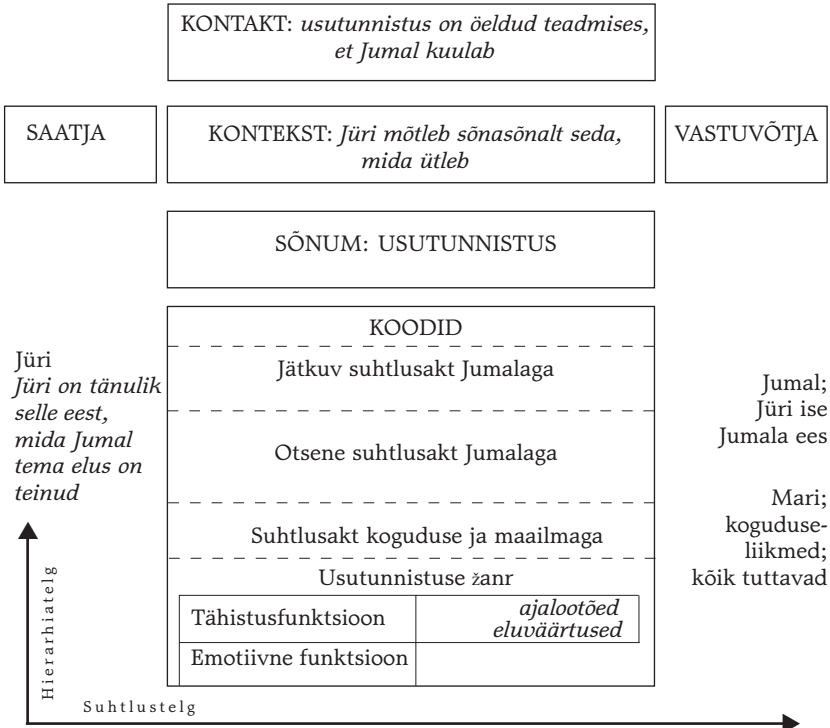 KONTAKT: usutunnistus on öeldud teadmises,
et Jumal kuulab
SAATJA
KONTEKST: Jüri mõtleb sõnasõnalt seda,
mida ütleb
VASTUVÕTJA
SÕNUM: USUTUNNISTUS
KOODID
Jätkuv suhtlusakt Jumalaga
Otsene suhtlusakt Jumalaga
Suhtlusakt koguduse ja maailmaga
Usutunnistuse žanr
Tähistusfunktsioon
ajalootõed
eluväärtused
Emotiivne funktsioon
Jüri
Jüri on tänulik
selle eest,
mida Jumal
tema elus on
teinud
Jumal;
Jüri ise
Jumala ees
Mari;
koguduse-
liikmed;
kõik tuttavad
Hierarhiatelg
Suhtlustelg